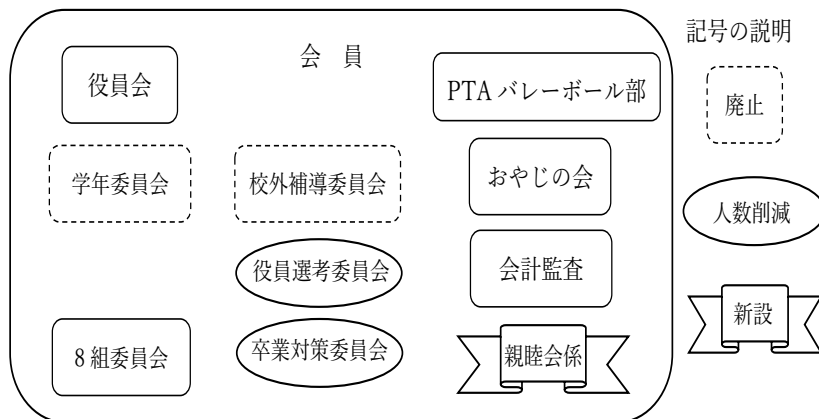 記号の説明
会 員
役員会
PTA バレーボール部
廃止
学年委員会
校外補導委員会
おやじの会
人数削減
役員選考委員会
会計監査
新設
8 組委員会
卒業対策委員会
親睦会係